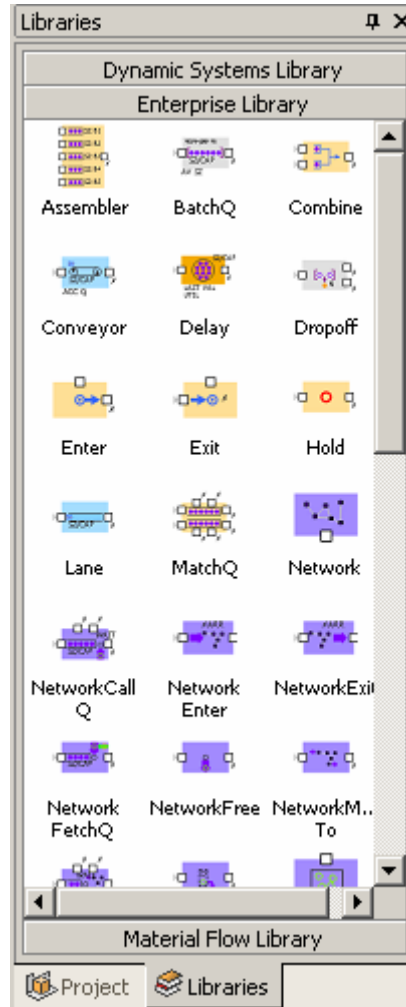 Libraries
Dynamic Systems Library
Enterprise Library
Assembler BatchQ Combine
Conveyor Delay Dropoff
Enter Exit Hold
Lane MatchQ Network
NetworkCall Network NetworkExit
Q Enter
Network NetworkFree NetworkM...
FetchQ To
Material Flow Library
Project Libraries